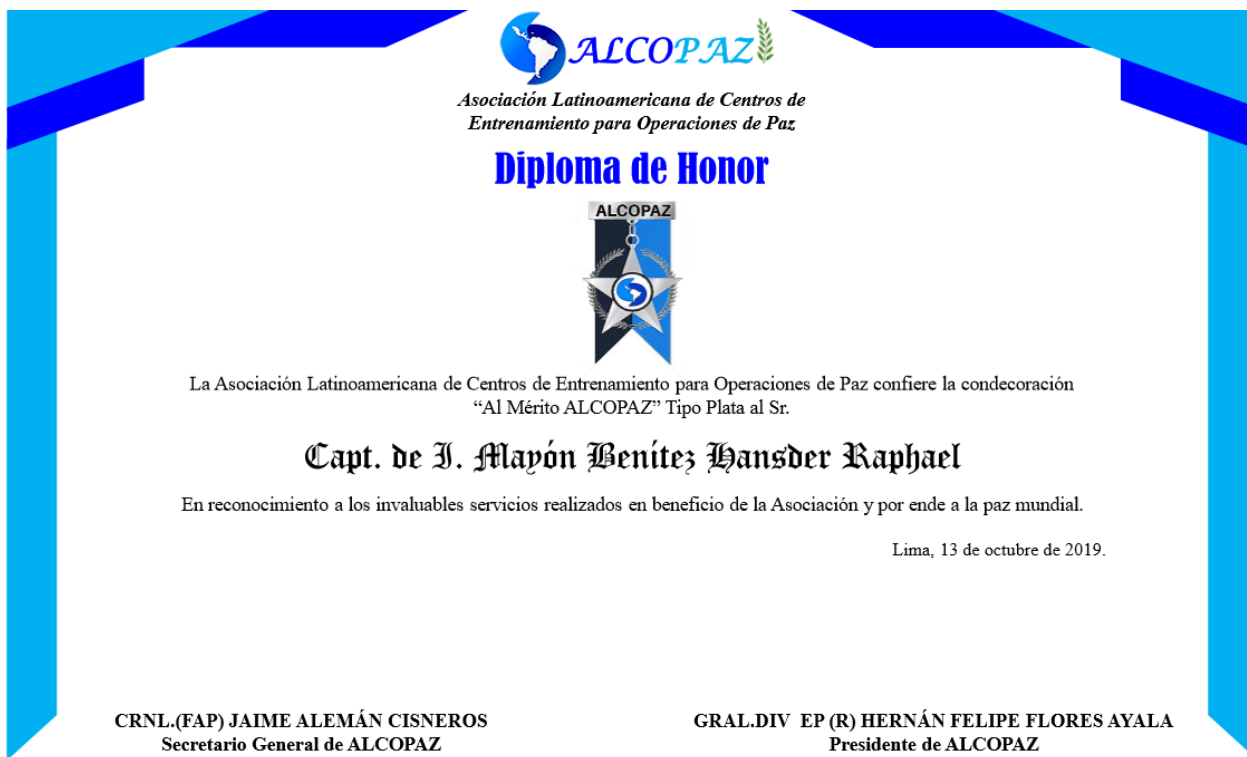 ALCOPAZ
Asociación Latinoamericana de Centros de
Entrenamiento para Operaciones de Paz
Diploma de Honor
ALCOPAZ
La Asociación Latinoamericana de Centros de Entrenamiento para Operaciones de Paz confiere la condecoración
“Al Mérito ALCOPAZ” Tipo Plata al Sr.
Capt. de I. Mayón Benítez Hansder Raphael
En reconocimiento a los invaluables servicios realizados en beneficio de la Asociación y por ende a la paz mundial.
Lima, 13 de octubre de 2019.
CRNL.(FAP) JAIME ALEMÁN CISNEROS
Secretario General de ALCOPAZ
GRAL.DIV EP (R) HERNÁN FELIPE FLORES AYALA
Presidente de ALCOPAZ